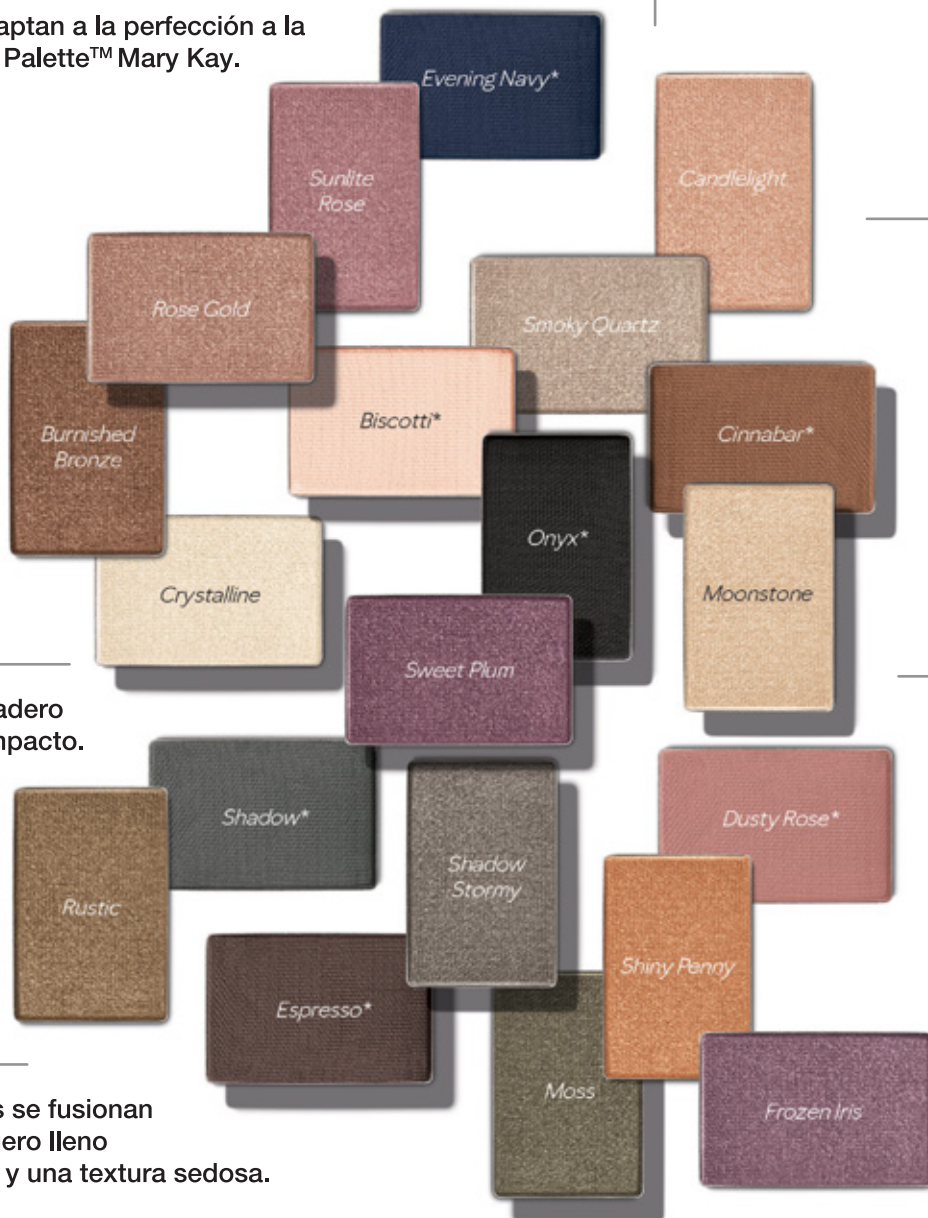 aptan a la perfección a la
Palette™ Mary Kay.
Evening Navy*
Sunlite
Rose
Candlelight
Rose Gold
Smoky Quartz
Biscotti*
Burnished
Bronze
Cinnabar*
Onyx*
Crystalline
Moonstone
Sweet Plum
adero
mpacto.
Shadow*
Dusty Rose*
Shadow
Stormy
Rustic
Shiny Penny
Espresso*
Moss
Frozen Iris
s se fusionan
ero lleno
y una textura sedosa.